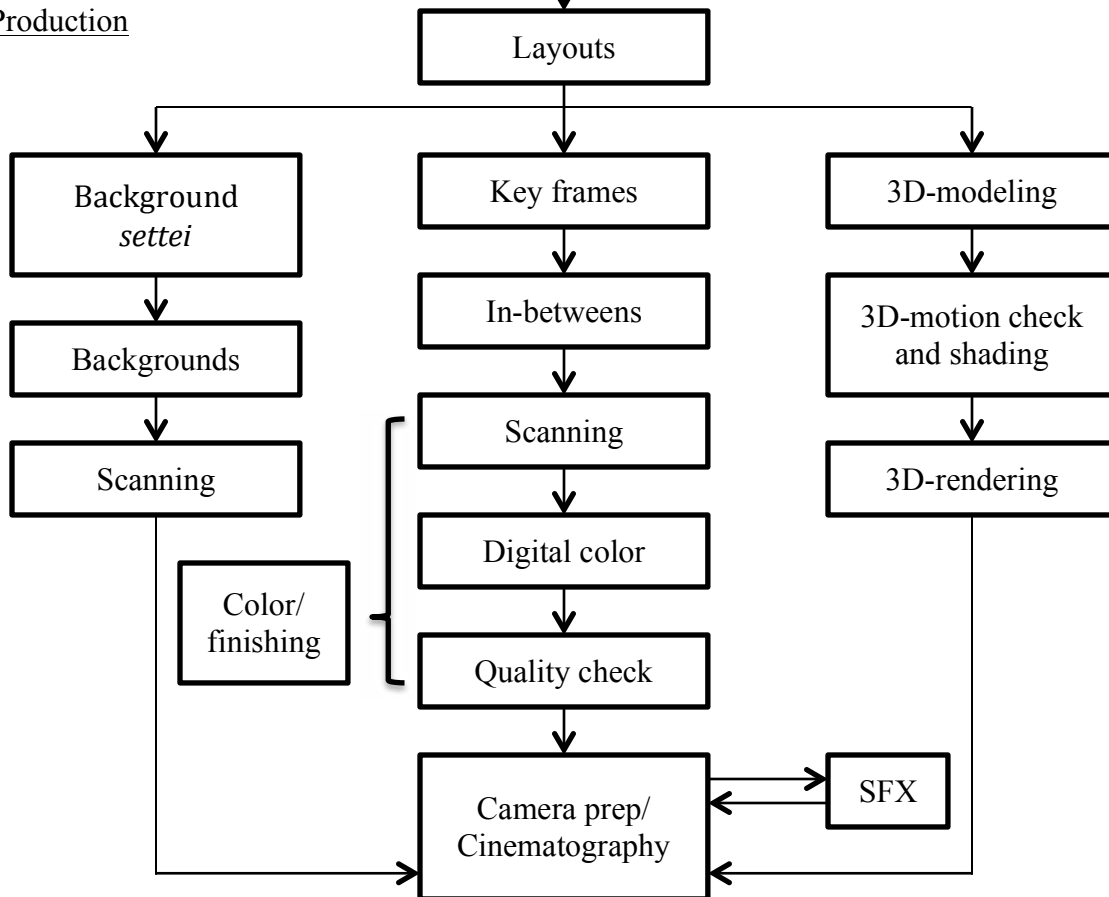 Production
Layouts
Background
settei
Key frames
3D-modeling
In-betweens
3D-motion check
and shading
Backgrounds
Scanning
Scanning
3D-rendering
Digital color
Color/
finishing
Quality check
Camera prep/
Cinematography
SFX